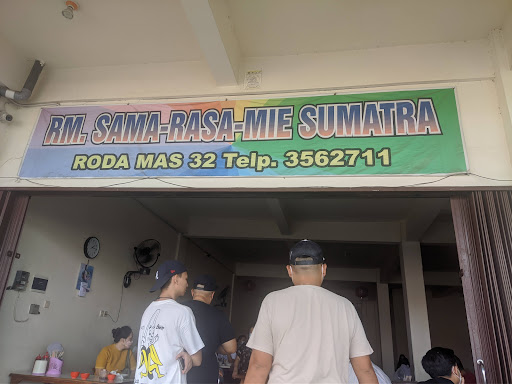 RM. SAMA-RASA-MIE SUMATRA
RODA MAS 32 Telp. 3562711